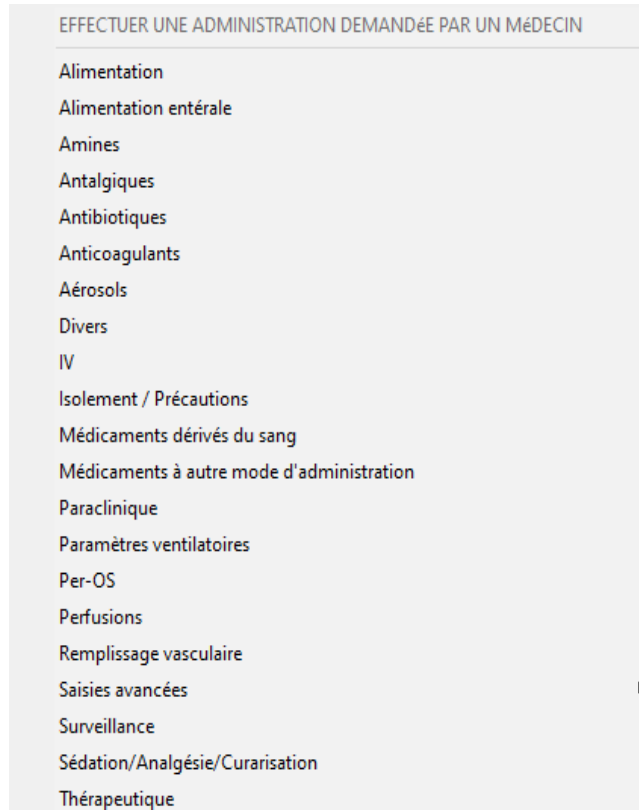 EFFECTUER UNE ADMINISTRATION DEMANDéE PAR UN MéDECIN
Alimentation
Alimentation entérale
Amines
Antalgiques
Antibiotiques
Anticoagulants
Aérosols
Divers
IV
Isolement / Précautions
Médicaments dérivés du sang
Médicaments à autre mode d'administration
Paraclinique
Paramètres ventilatoires
Per-OS
Perfusions
Remplissage vasculaire
Saisies avancées
Surveillance
Sédation/Analgésie/Curarisation
Thérapeutique